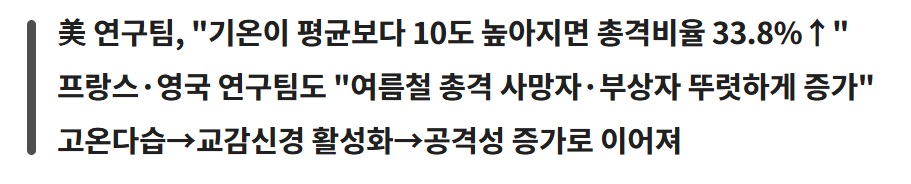 美 연구팀, "기온이 평균보다 10도 높아지면 총격비율 33.8%↑"
프랑스·영국 연구팀도 "여름철 총격 사망자·부상자 뚜렷하게 증가"
고온다습→교감신경 활성화→공격성 증가로 이어져